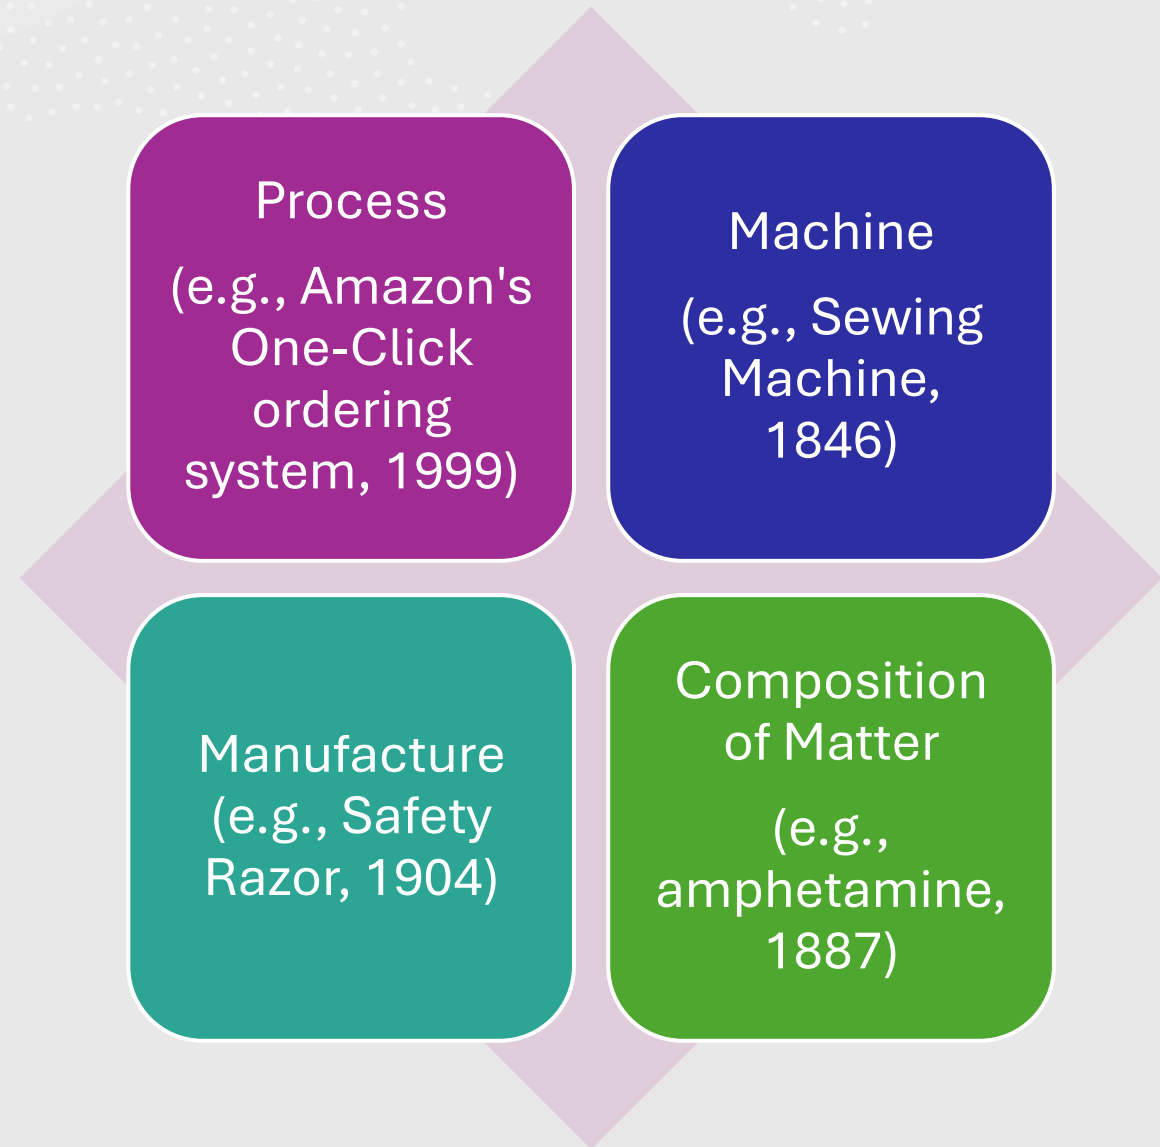 Process
(e.g., Amazon's
One-Click
ordering
system, 1999)
Machine
(e.g., Sewing
Machine,
1846)
Manufacture
(e.g., Safety
Razor, 1904)
Composition
of Matter
(e.g.,
amphetamine,
1887)